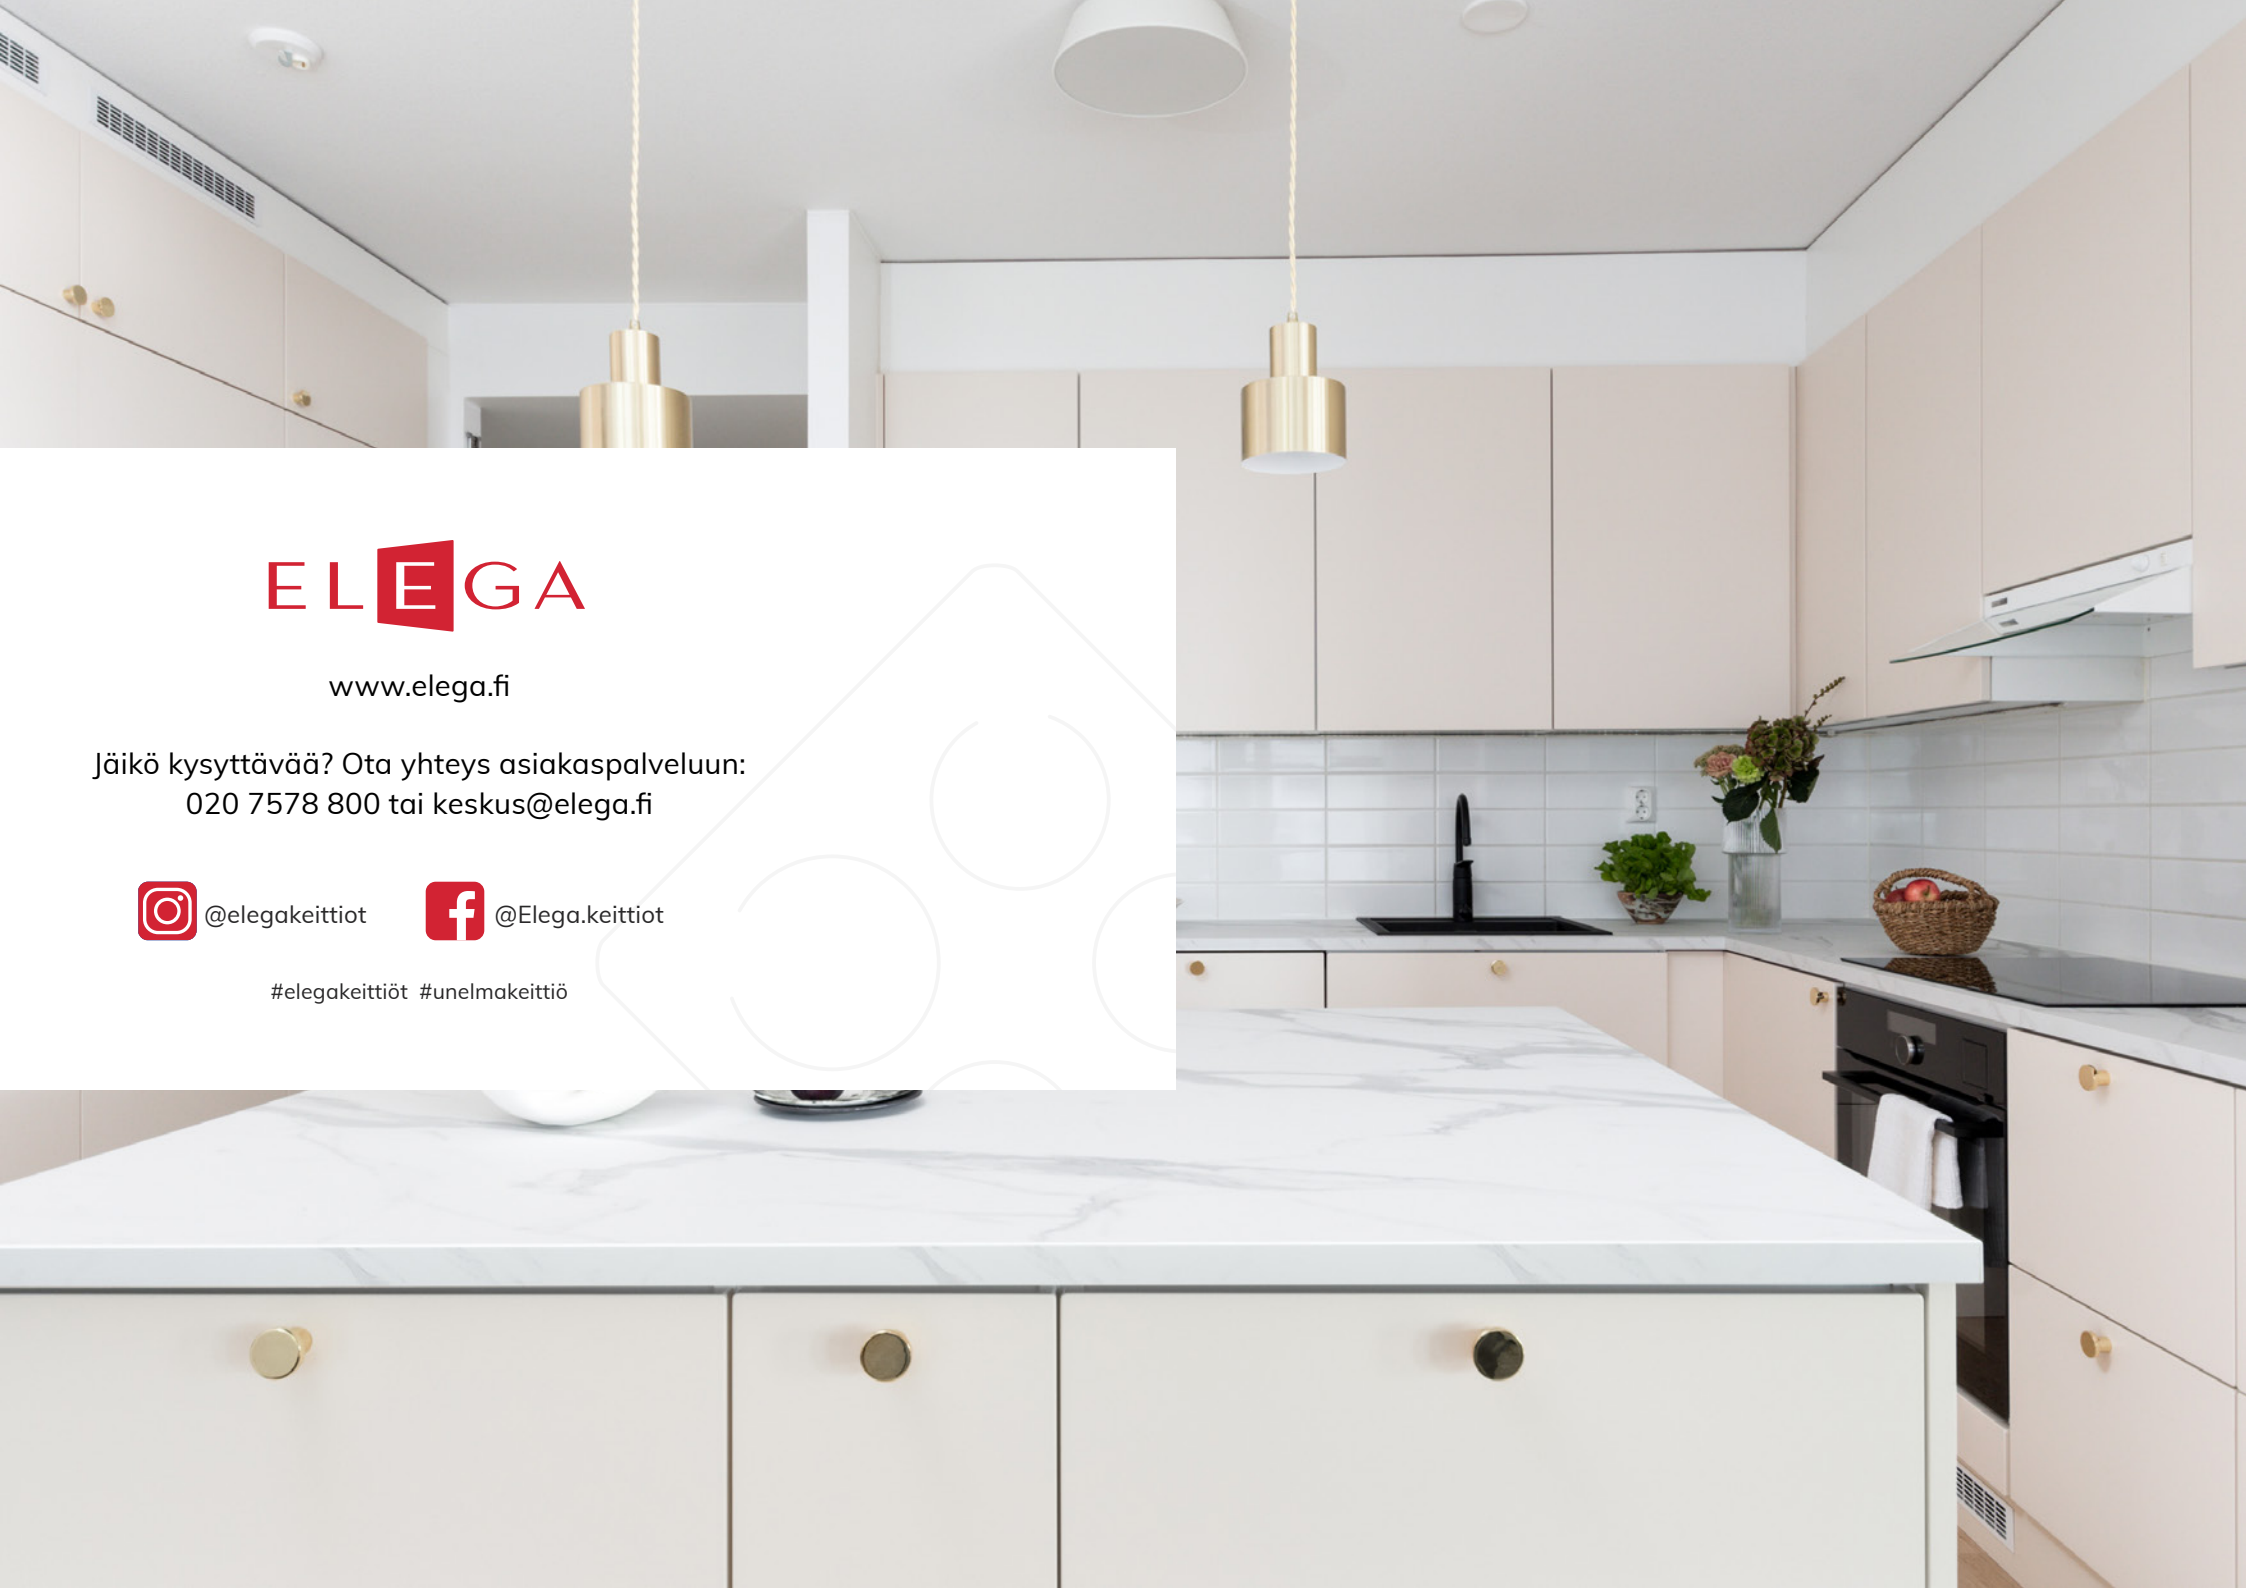 ELEGA
www.elega.fi
Jäikö kysyttävää? Ota yhteys asiakaspalveluun:
020 7578 800 tai keskus@elega.fi
@elegakeittiot @Elega.keittiot
#elegakeittiöt #unelmakeittiö